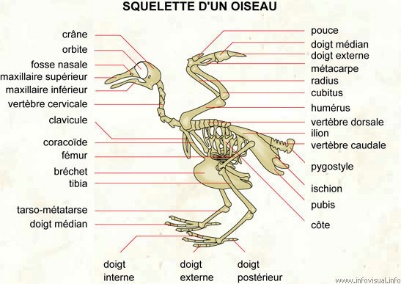 SQUELETTE D'UN OISEAU
crâne
orbite
fosse nasale
maxillaire supérieur
maxillaire inférieur
vertèbre cervicale
clavicule
coracoïde
fémur
bréchet
tibia
tarso-métatarse
doigt médian
pouce
doigt médian
doigt externe
métacarpe
radius
cubitus
humérus
vertèbre dorsale
ilion
vertèbre caudale
pygostyle
ischion
pubis
côte
doigt
interne
doigt
externe
doigt
postérieur
www.infovisual.info